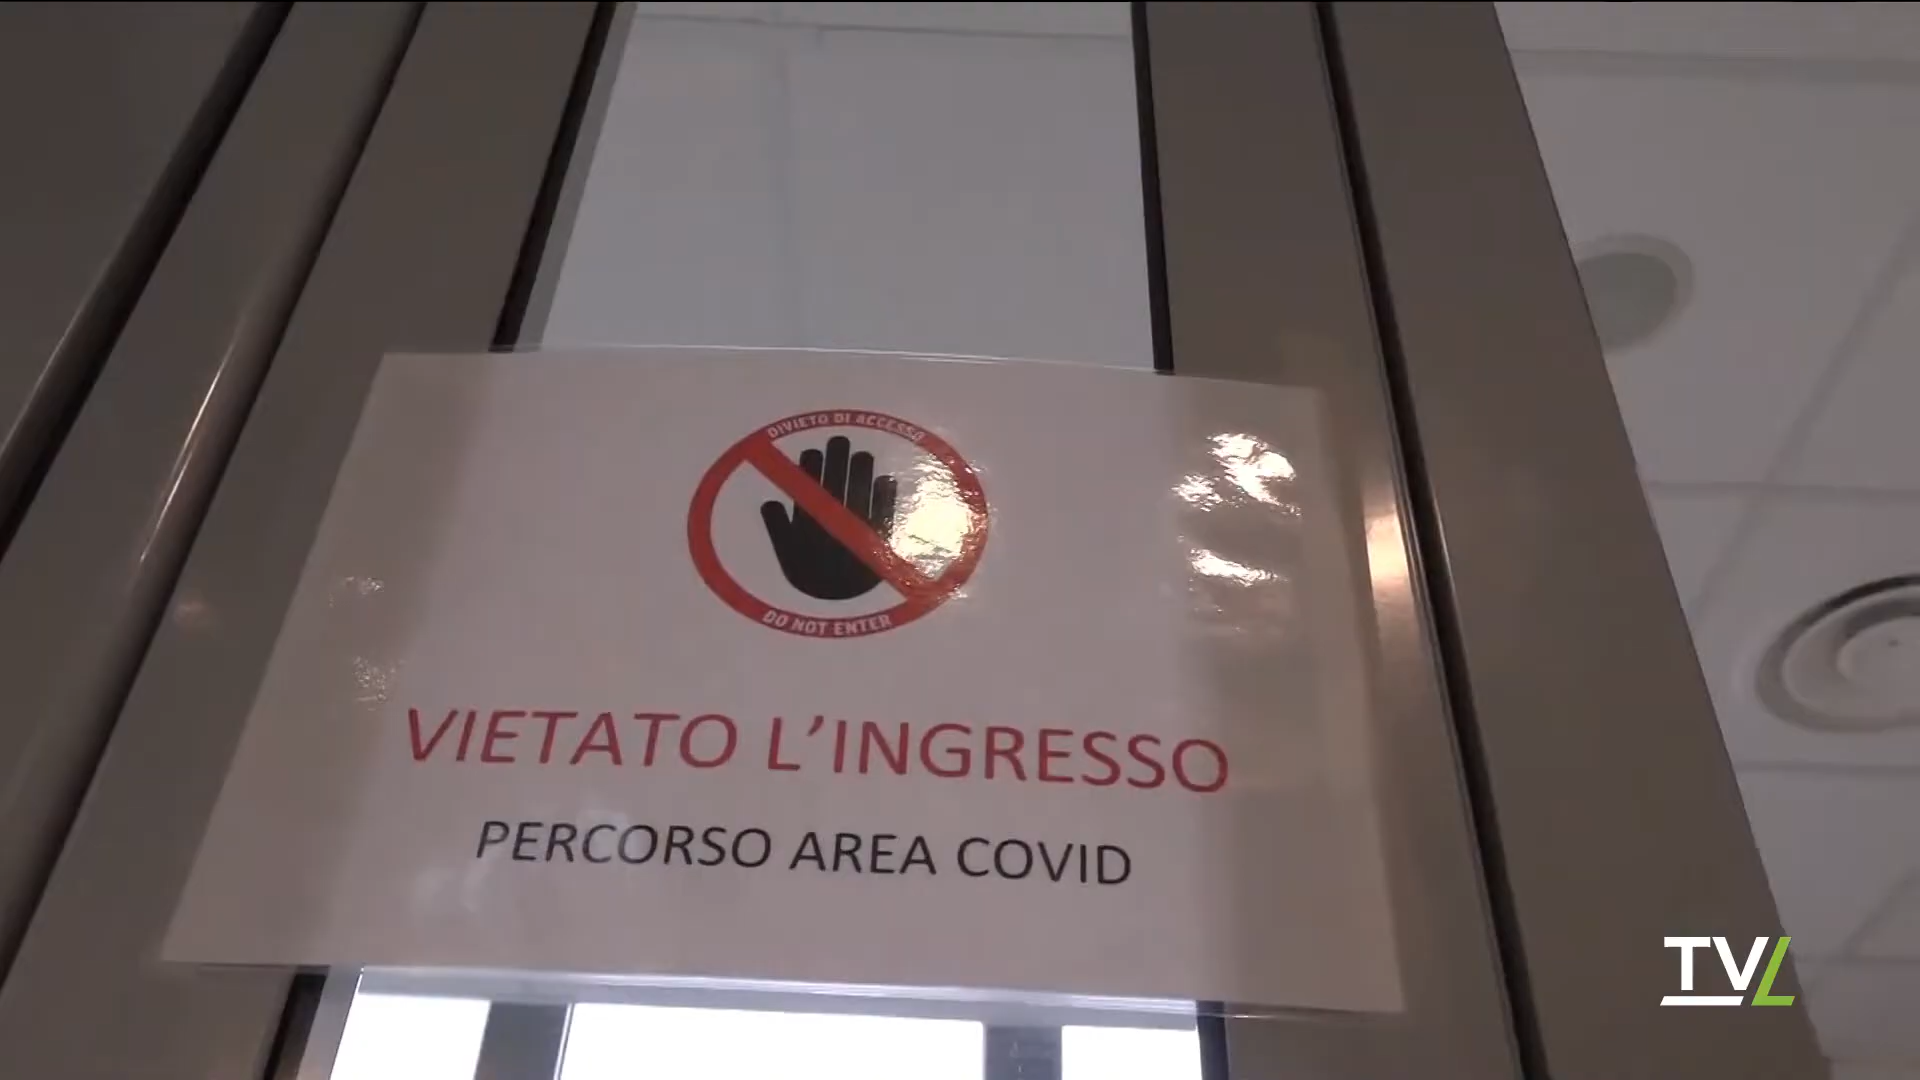 DIVIETO DI ACCESSO
DO NOT ENTER
VIETATO L'INGRESSO
PERCORSO AREA COVID
TVL